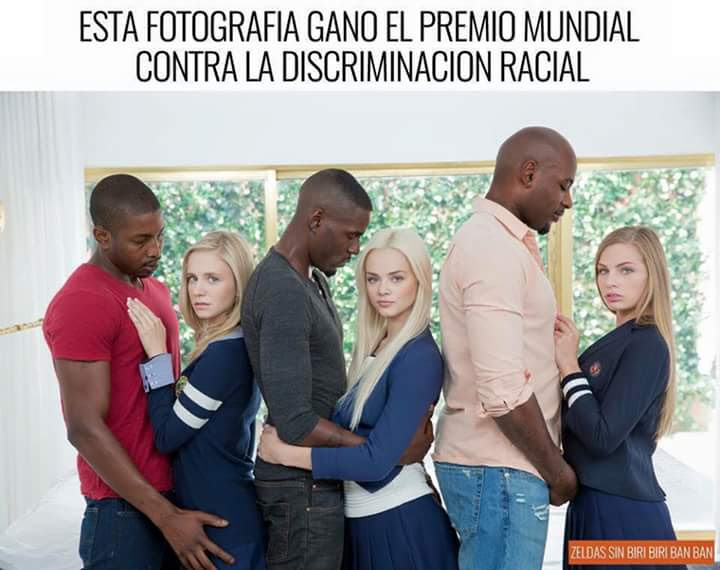 ESTA FOTOGRAFIA GANO EL PREMIO MUNDIAL
CONTRA LA DISCRIMINACION RACIAL
ZELDAS SIN BIRI BIRI BAN BAN